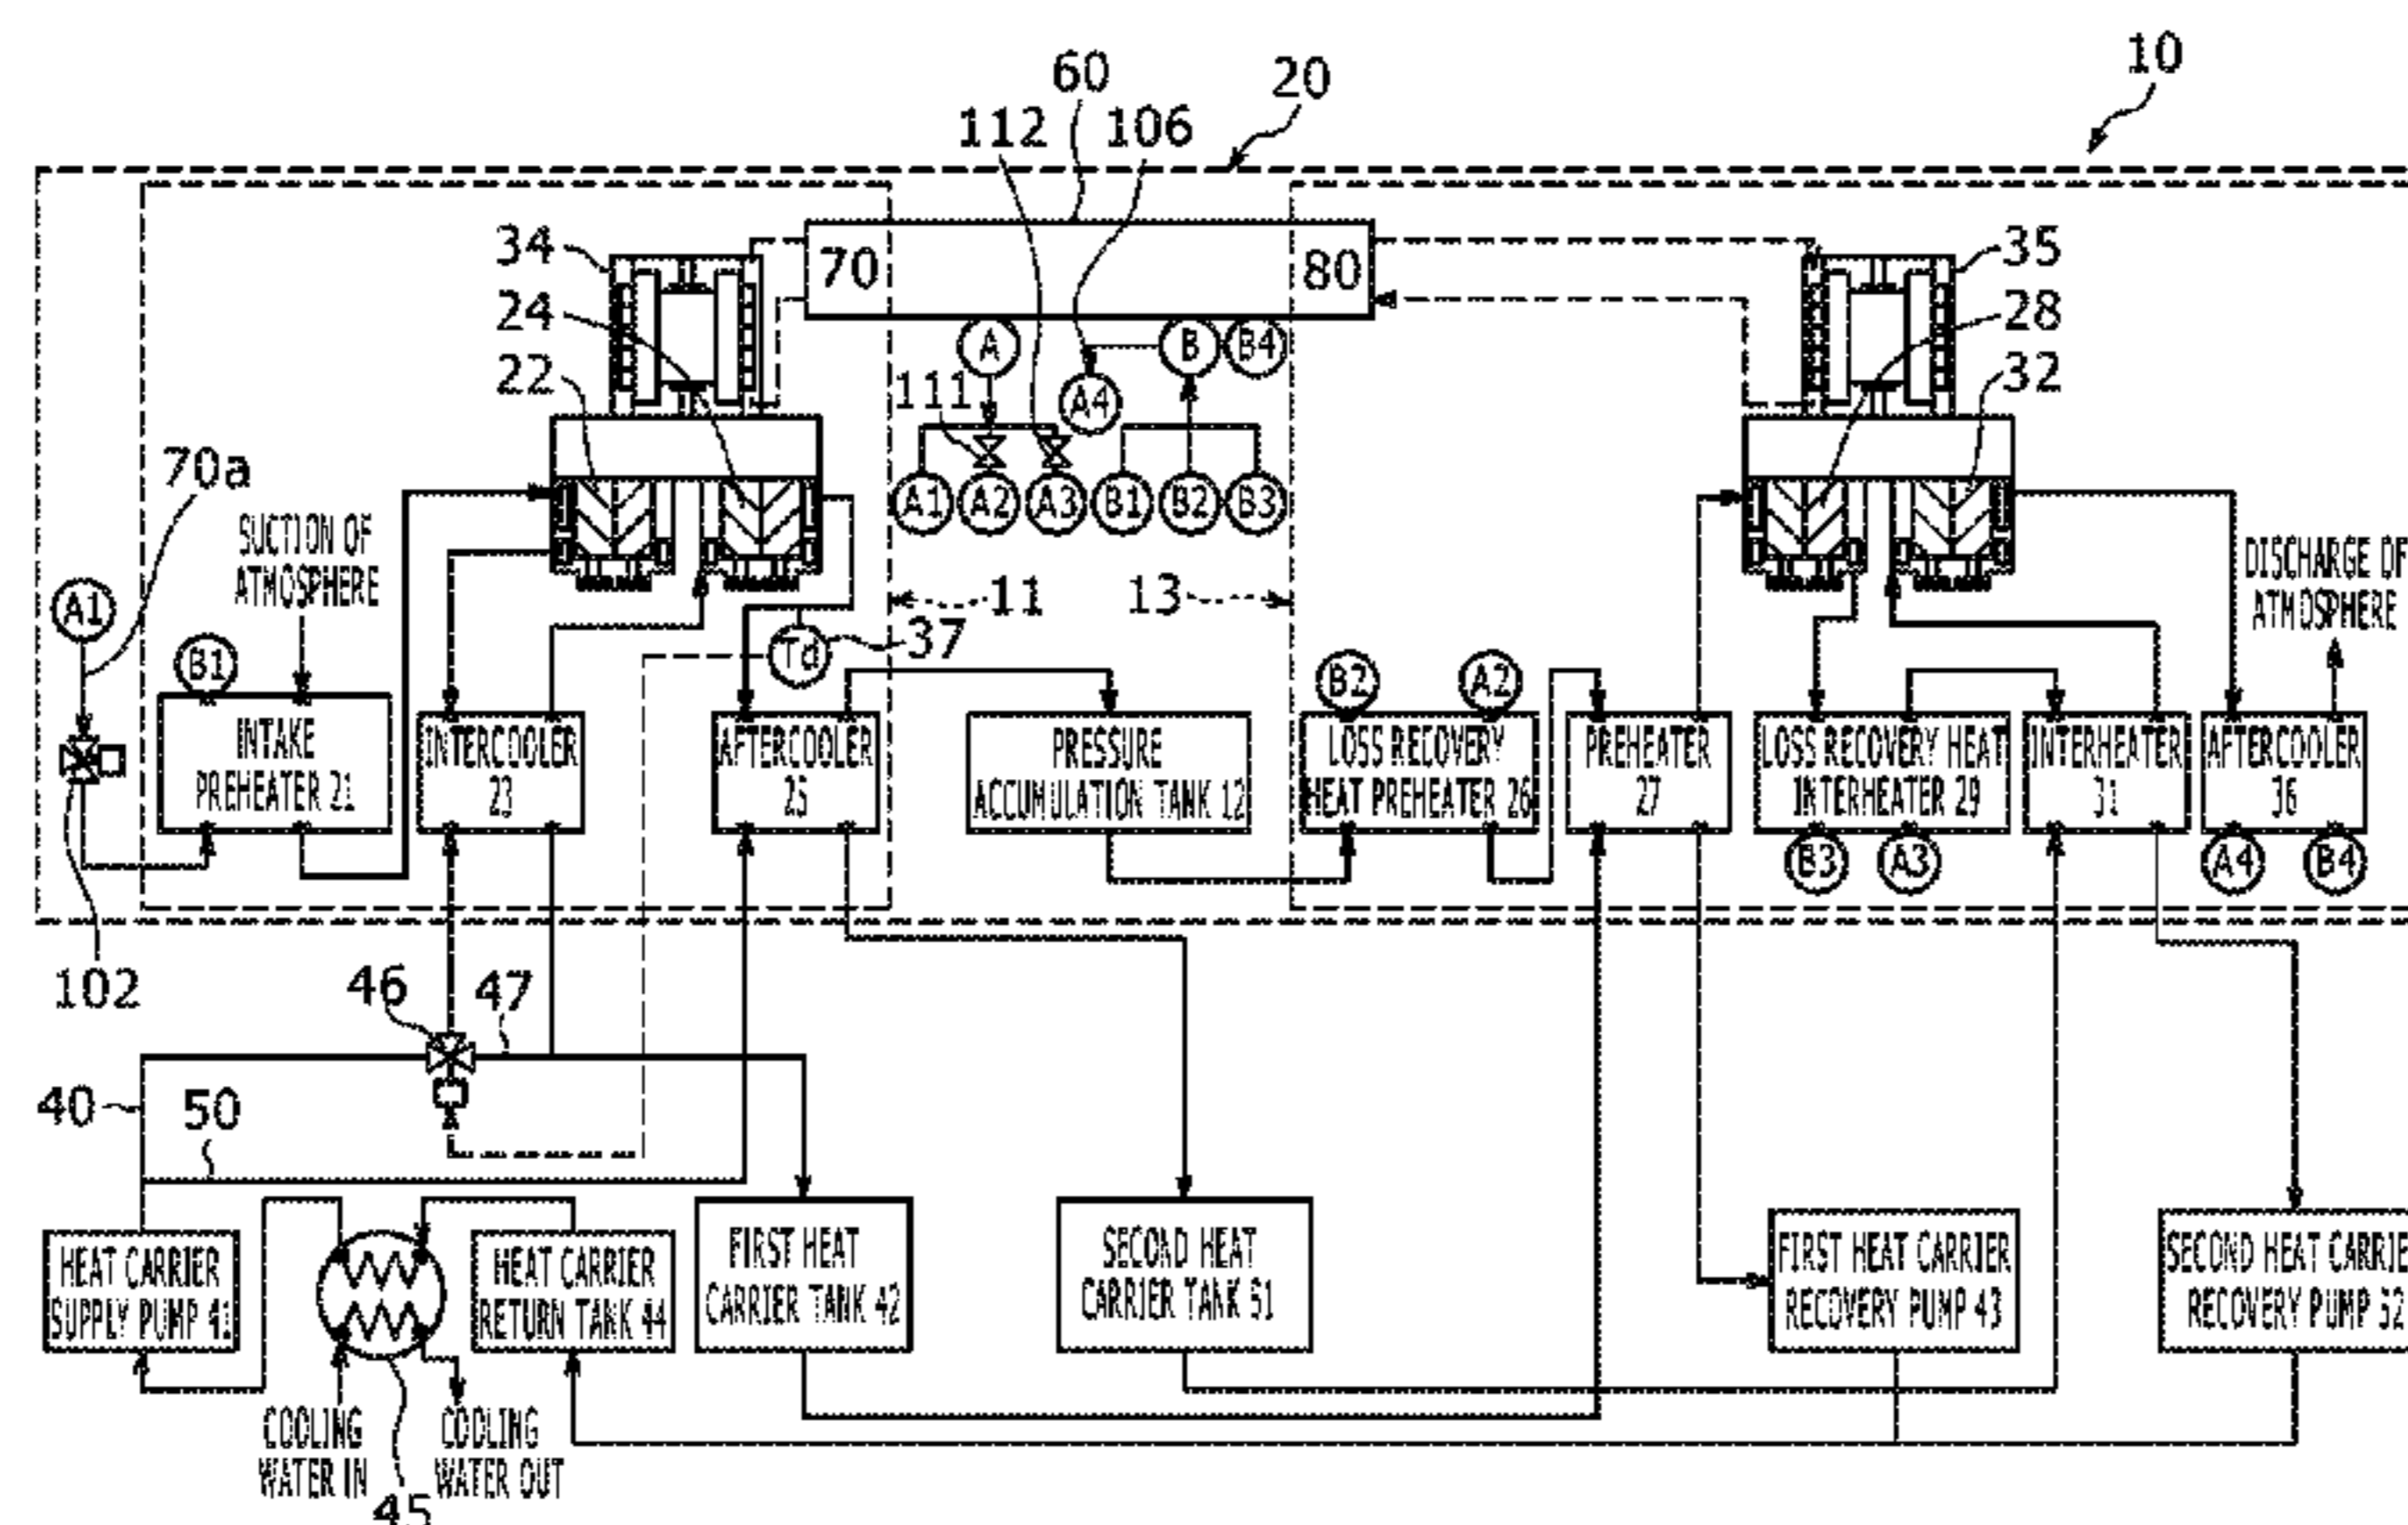 10
60
20
112
106
34
70
80
35
24
A
B
B4
28
22
111
A4
32
70a
A1
A2
A3
B1
B2
B3
SUCTION OF
ATMOSPHERE
DISCHARGE OF
ATMOSPHERE
A1
11
13
37
Td
B1
B2
A2
INTAKE
PREHEATER 21
INTERCOOLER
23
AFTERCOOLER
25
PRESSURE
ACCUMULATION TANK 12
LOSS RECOVERY
HEAT PREHEATER 26
PREHEATER
27
LOSS RECOVERY HEAT
INTERHEATER 29
INTERHEATER
31
AFTERCOOLER
36
B3
A3
A4
B4
102
46
47
40
50
HEAT CARRIER
SUPPLY PUMP 41
HEAT CARRIER
RETURN TANK 44
FIRST HEAT
CARRIER TANK 42
SECOND HEAT
CARRIER TANK 51
FIRST HEAT CARRIER
RECOVERY PUMP 43
SECOND HEAT CARRIE
RECOVERY PUMP 52
COOLING
WATER IN
COOLING
WATER OUT
45